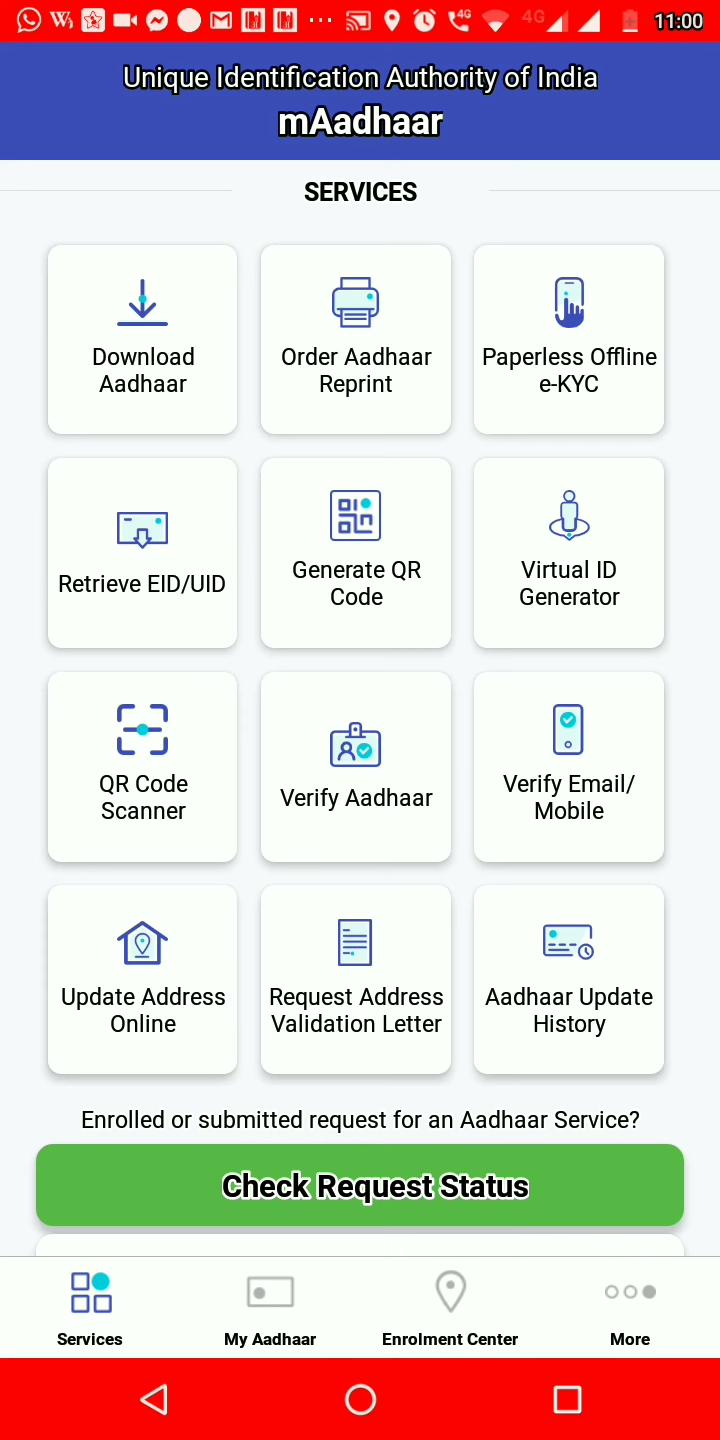 4G 4G 11:00
Unique Identification Authority of India
mAadhaar
SERVICES
Download
Aadhaar
Order Aadhaar
Reprint
Paperless Offline
e-KYC
Retrieve EID/UID
Generate QR
Code
Virtual ID
Generator
QR Code
Scanner
Verify Aadhaar
Verify Email/
Mobile
Update Address
Online
Request Address
Validation Letter
Aadhaar Update
History
Enrolled or submitted request for an Aadhaar Service?
Check Request Status
Services
My Aadhaar
Enrolment Center
More